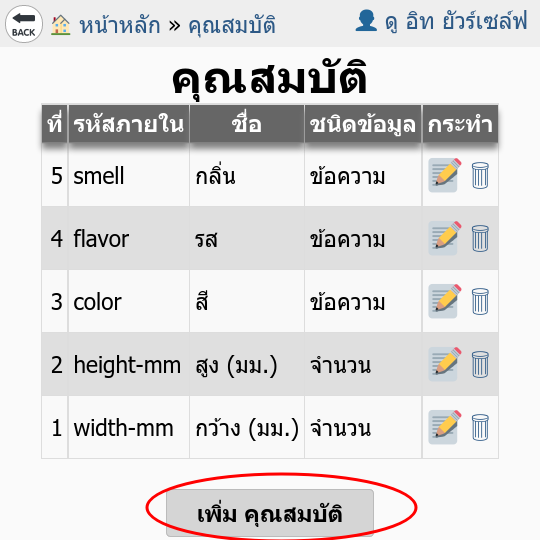 BACK หน้าหลัก » คุณสมบัติ ดู อิท ยัวร์เซล์ฟ
คุณสมบัติ
ที่ รหัสภายใน ชื่อ ชนิดข้อมูล กระทำ
5 smell กลิ่น ข้อความ
4 flavor รส ข้อความ
3 color สี ข้อความ
2 height-mm สูง (มม.) จำนวน
1 width-mm กว้าง (มม.) จำนวน
เพิ่ม คุณสมบัติ